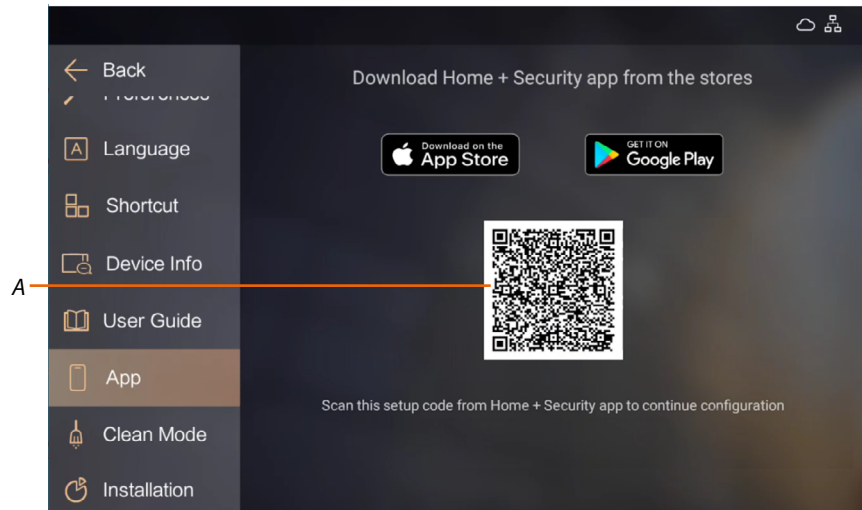 Back
Preferences
Language
Shortcut
Device Info
User Guide
App
Clean Mode
Installation
A
Download Home + Security app from the stores
Download on the
App Store
GET IT ON
Google Play
Scan this setup code from Home + Security app to continue configuration